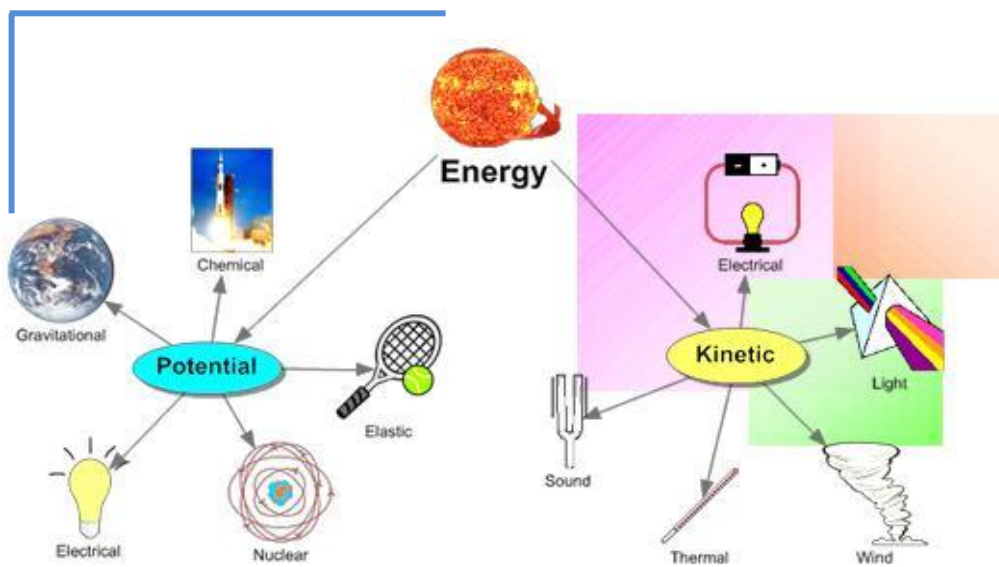 Energy
Chemical
Gravitational
Potential
Elastic
Electrical
Nuclear
- +
Electrical
Kinetic
Light
Sound
Thermal
Wind